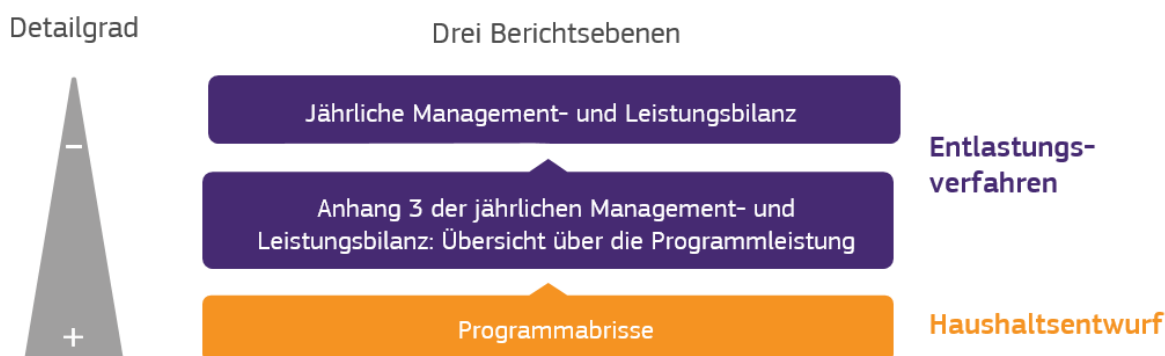 Detailgrad
Drei Berichtsebenen
−
Jährliche Management- und Leistungsbilanz
Anhang 3 der jährlichen Management- und
Leistungsbilanz: Übersicht über die Programmleistung
Entlastungs-
verfahren
+
Programmabrisse
Haushaltsentwurf